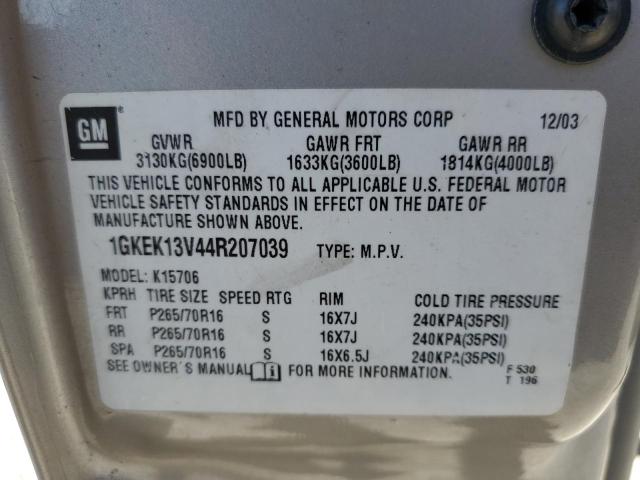 GM
MFD BY GENERAL MOTORS CORP 12/03
GVWR GAWR FRT GAWR RR
3130KG(6900LB) 1633KG(3600LB) 1814KG(4000LB)
THIS VEHICLE CONFORMS TO ALL APPLICABLE U.S. FEDERAL MOTOR
VEHICLE SAFETY STANDARDS IN EFFECT ON THE DATE OF
MANUFACTURE SHOWN ABOVE.
1GKEK13V44R207039 TYPE: M.P.V.
MODEL: K15706
KPRH TIRE SIZE SPEED RTG RIM COLD TIRE PRESSURE
FRT P265/70R16 S 16X7J 240KPA(35PSI)
RR P265/70R16 S 16X7J 240KPA(35PSI)
SPA P265/70R16 S 16X6.5J 240KPA(35PSI)
SEE OWNER'S MANUAL FOR MORE INFORMATION. F 530
T 196